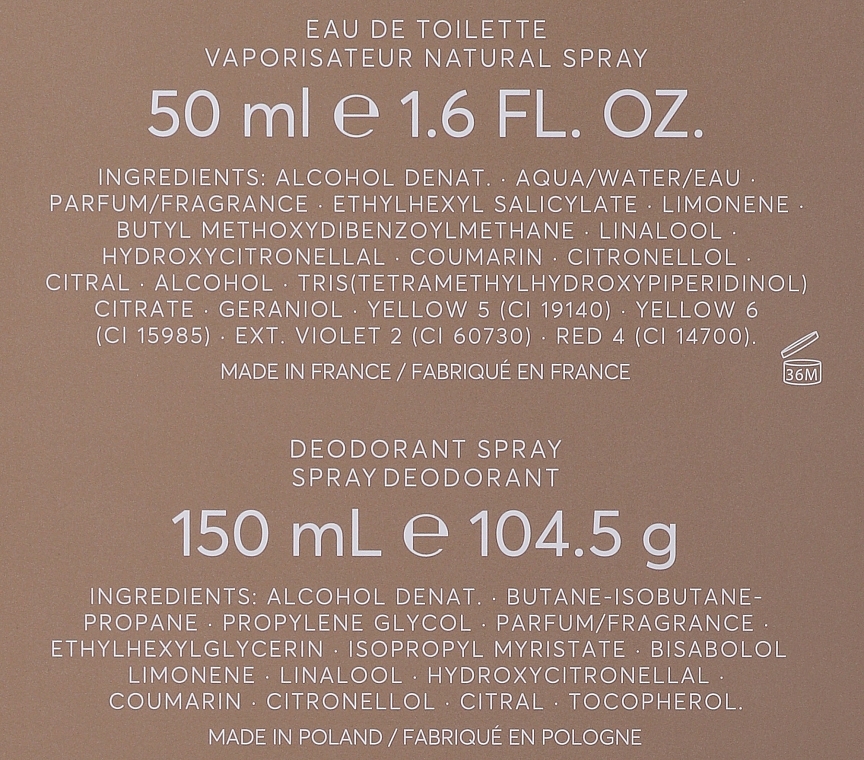 EAU DE TOILETTE
VAPORISATEUR NATURAL SPRAY
50 ml ℮ 1.6 FL. OZ.
INGREDIENTS: ALCOHOL DENAT. · AQUA/WATER/EAU ·
PARFUM/FRAGRANCE · ETHYLHEXYL SALICYLATE · LIMONENE ·
BUTYL METHOXYDIBENZOYLMETHANE · LINALOOL ·
HYDROXYCITRONELLAL · COUMARIN · CITRONELLOL ·
CITRAL · ALCOHOL · TRIS(TETRAMETHYLHYDROXYPIPERIDINOL)
CITRATE · GERANIOL · YELLOW 5 (CI 19140) · YELLOW 6
(CI 15985) · EXT. VIOLET 2 (CI 60730) · RED 4 (CI 14700).
MADE IN FRANCE / FABRIQUÉ EN FRANCE
36M
DEODORANT SPRAY
SPRAY DEODORANT
150 mL ℮ 104.5 g
INGREDIENTS: ALCOHOL DENAT. · BUTANE-ISOBUTANE-
PROPANE · PROPYLENE GLYCOL · PARFUM/FRAGRANCE ·
ETHYLHEXYLGLYCERIN · ISOPROPYL MYRISTATE · BISABOLOL
LIMONENE · LINALOOL · HYDROXYCITRONELLAL ·
COUMARIN · CITRONELLOL · CITRAL · TOCOPHEROL.
MADE IN POLAND / FABRIQUÉ EN POLOGNE